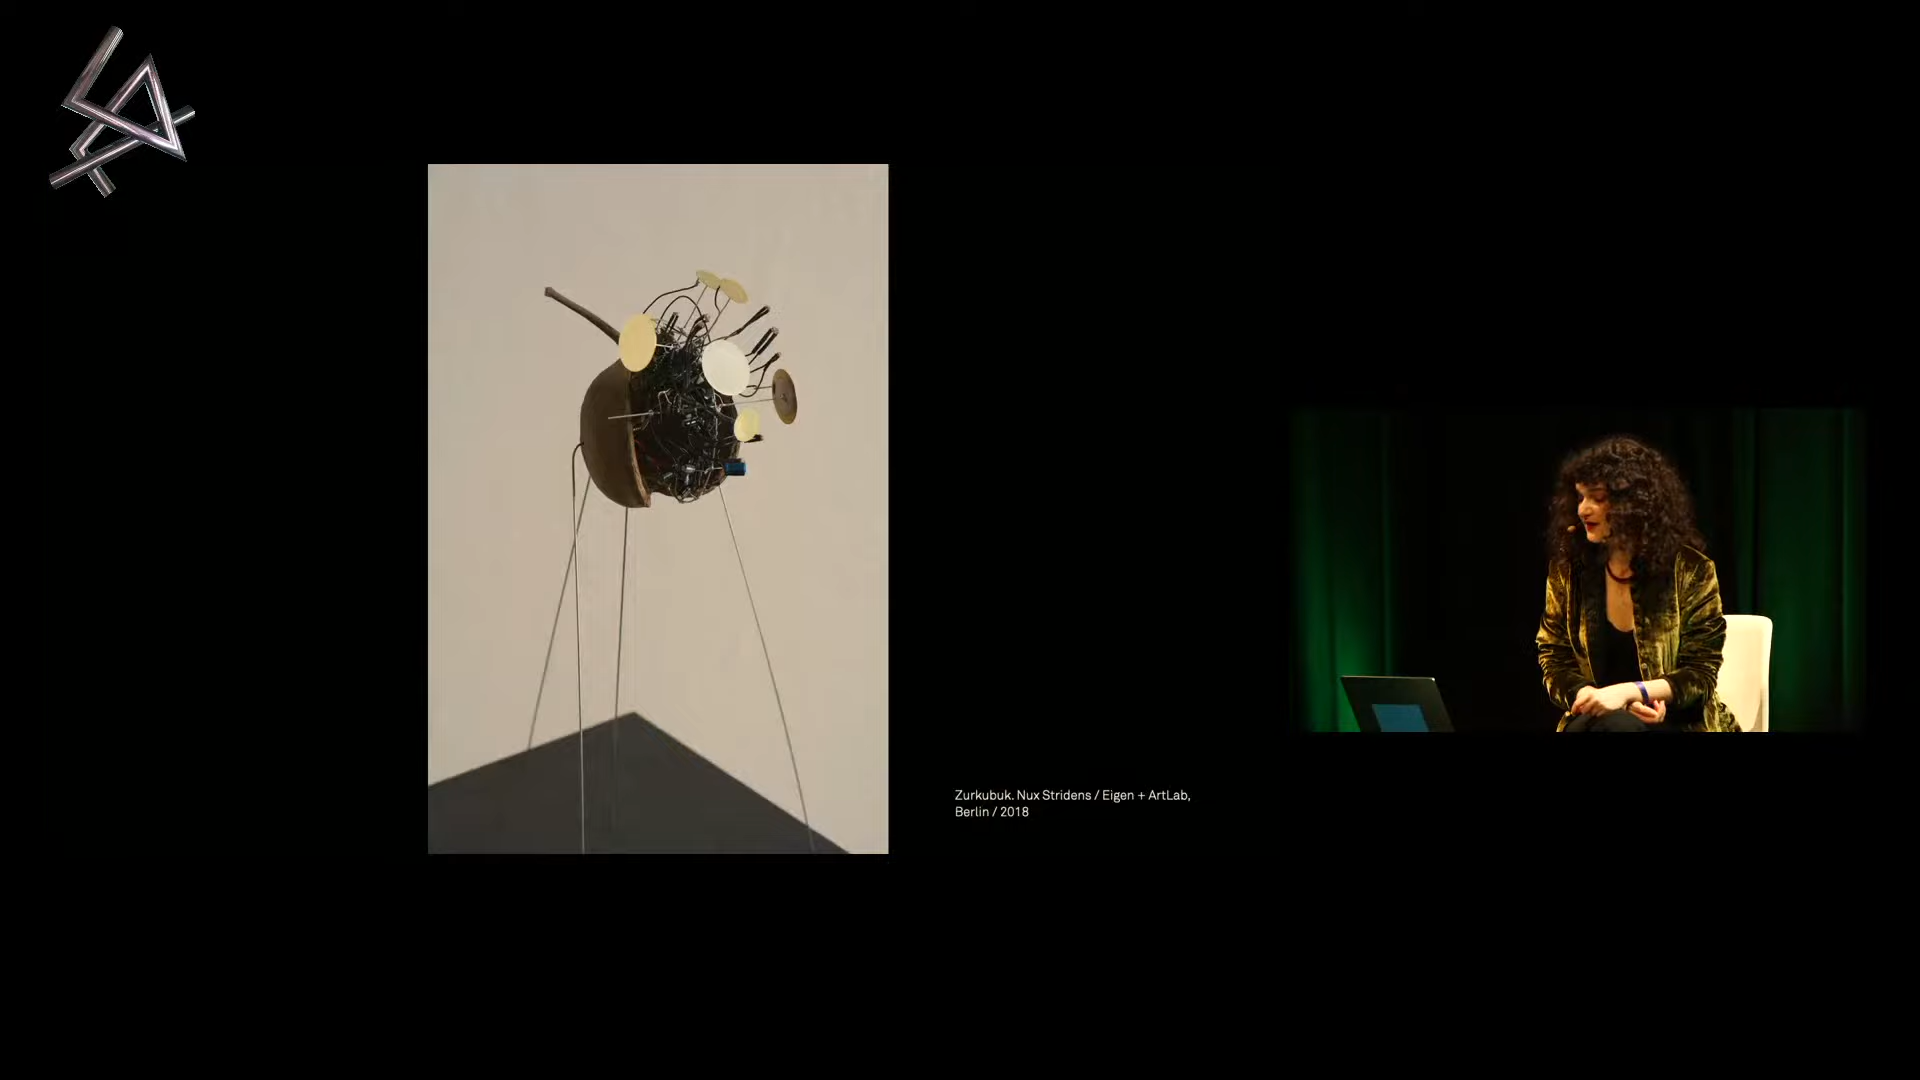 Zurkubuk. Nux Stridens / Eigen + ArtLab,
Berlin / 2018